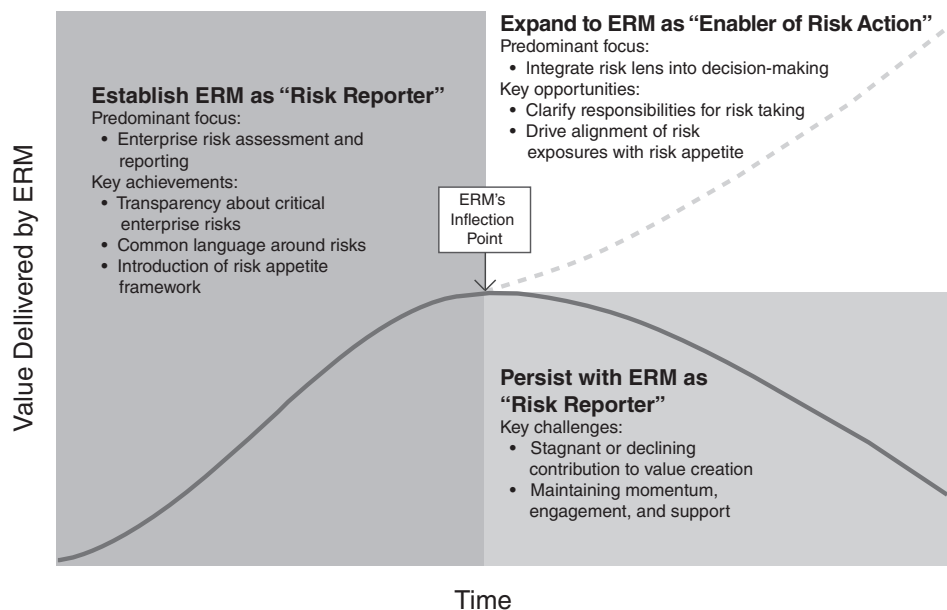 Expand to ERM as “Enabler of Risk Action”
Predominant focus:
• Integrate risk lens into decision-making
Key opportunities:
• Clarify responsibilities for risk taking
• Drive alignment of risk
exposures with risk appetite
Establish ERM as “Risk Reporter”
Predominant focus:
• Enterprise risk assessment and
reporting
Key achievements:
• Transparency about critical
enterprise risks
• Common language around risks
• Introduction of risk appetite
framework
ERM’s
Inflection
Point
Persist with ERM as
“Risk Reporter”
Key challenges:
• Stagnant or declining
contribution to value creation
• Maintaining momentum,
engagement, and support
Value Dellivered by ERM
Time